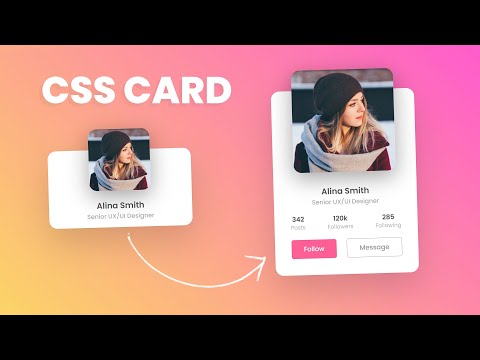 CSS CARD
Alina Smith
Senior UX/UI Designer
Alina Smith
Senior UX/UI Designer
342 120k 285
Posts Followers Following
Follow Message